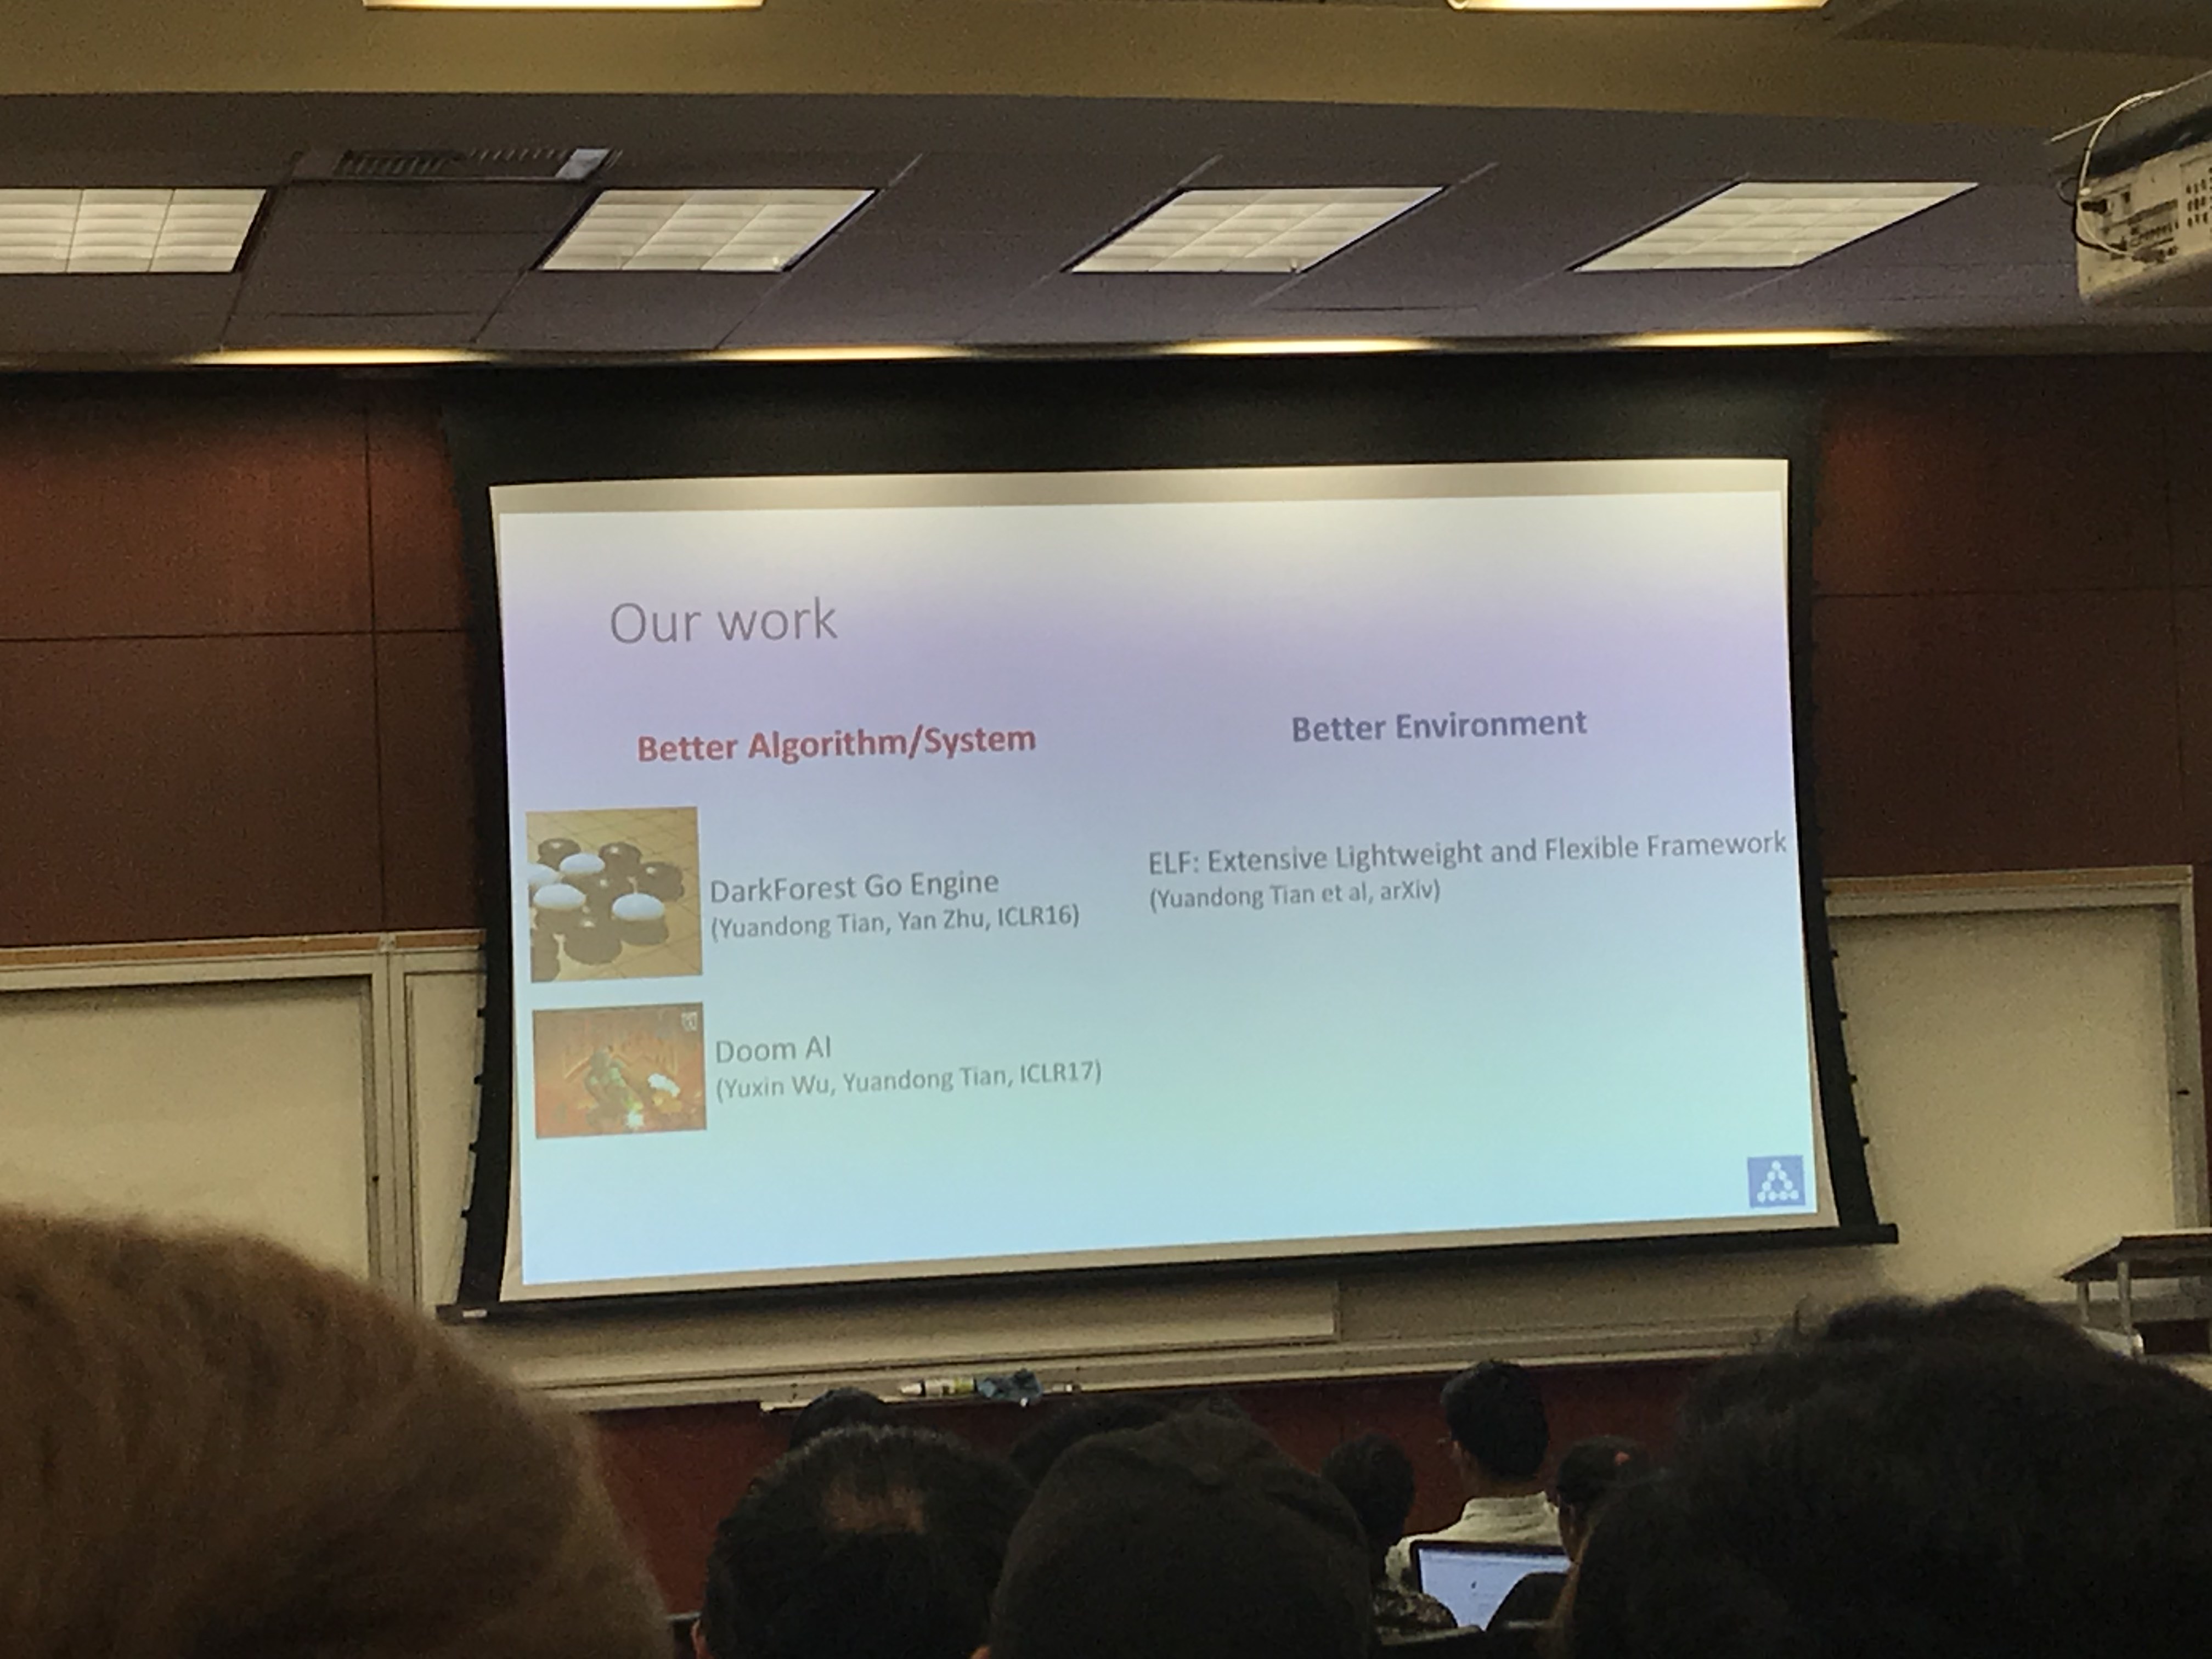 Our work
Better Algorithm/System
DarkForest Go Engine
(Yuandong Tian, Yan Zhu, ICLR16)
Doom AI
(Yuxin Wu, Yuandong Tian, ICLR17)
Better Environment
ELF: Extensive Lightweight and Flexible Framework
(Yuandong Tian et al, arXiv)